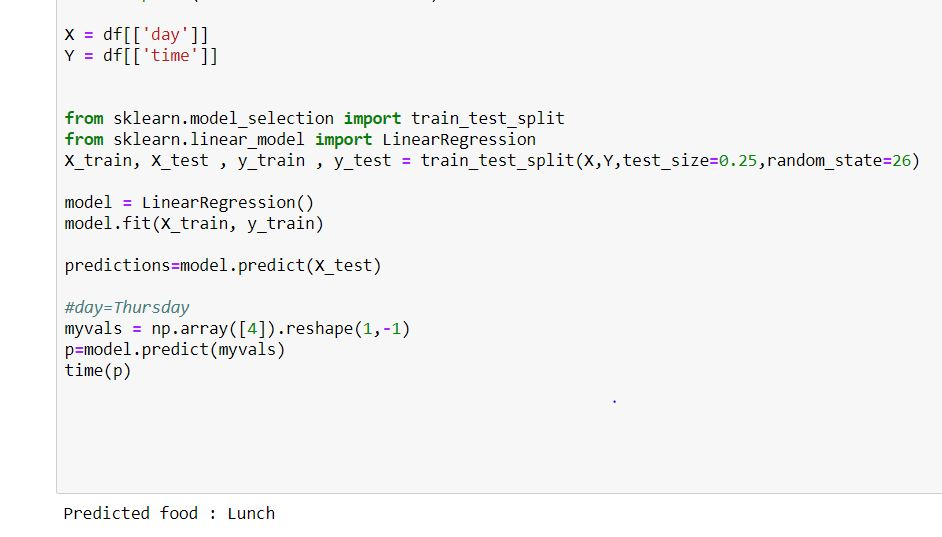 X = df[['day']]
Y = df[['time']]
from sklearn.model_selection import train_test_split
from sklearn.linear_model import LinearRegression
X_train, X_test , y_train , y_test = train_test_split(X,Y,test_size=0.25,random_state=26)
model = LinearRegression()
model.fit(X_train, y_train)
predictions=model.predict(X_test)
#day=Thursday
myvals = np.array([4]).reshape(1,-1)
p=model.predict(myvals)
time(p)
Predicted food : Lunch